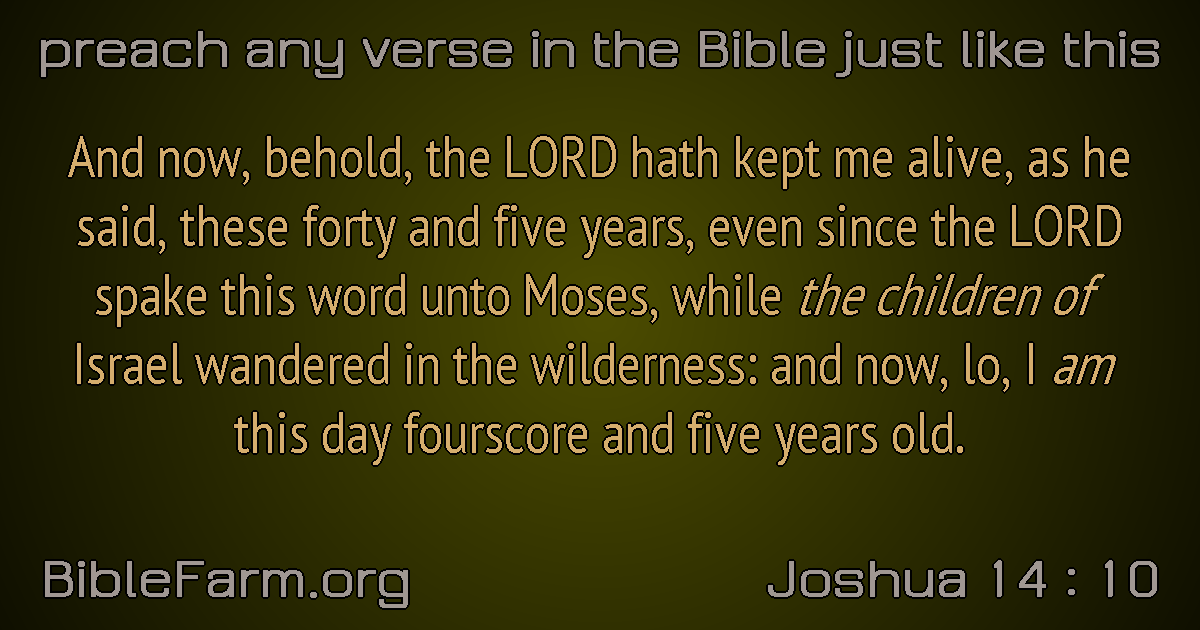 preach any verse in the Bible just like this
And now, behold, the LORD hath kept me alive, as he
said, these forty and five years, even since the LORD
spake this word unto Moses, while the children of
Israel wandered in the wilderness: and now, lo, I am
this day fourscore and five years old.
BibleFarm.org
Joshua 14 : 10